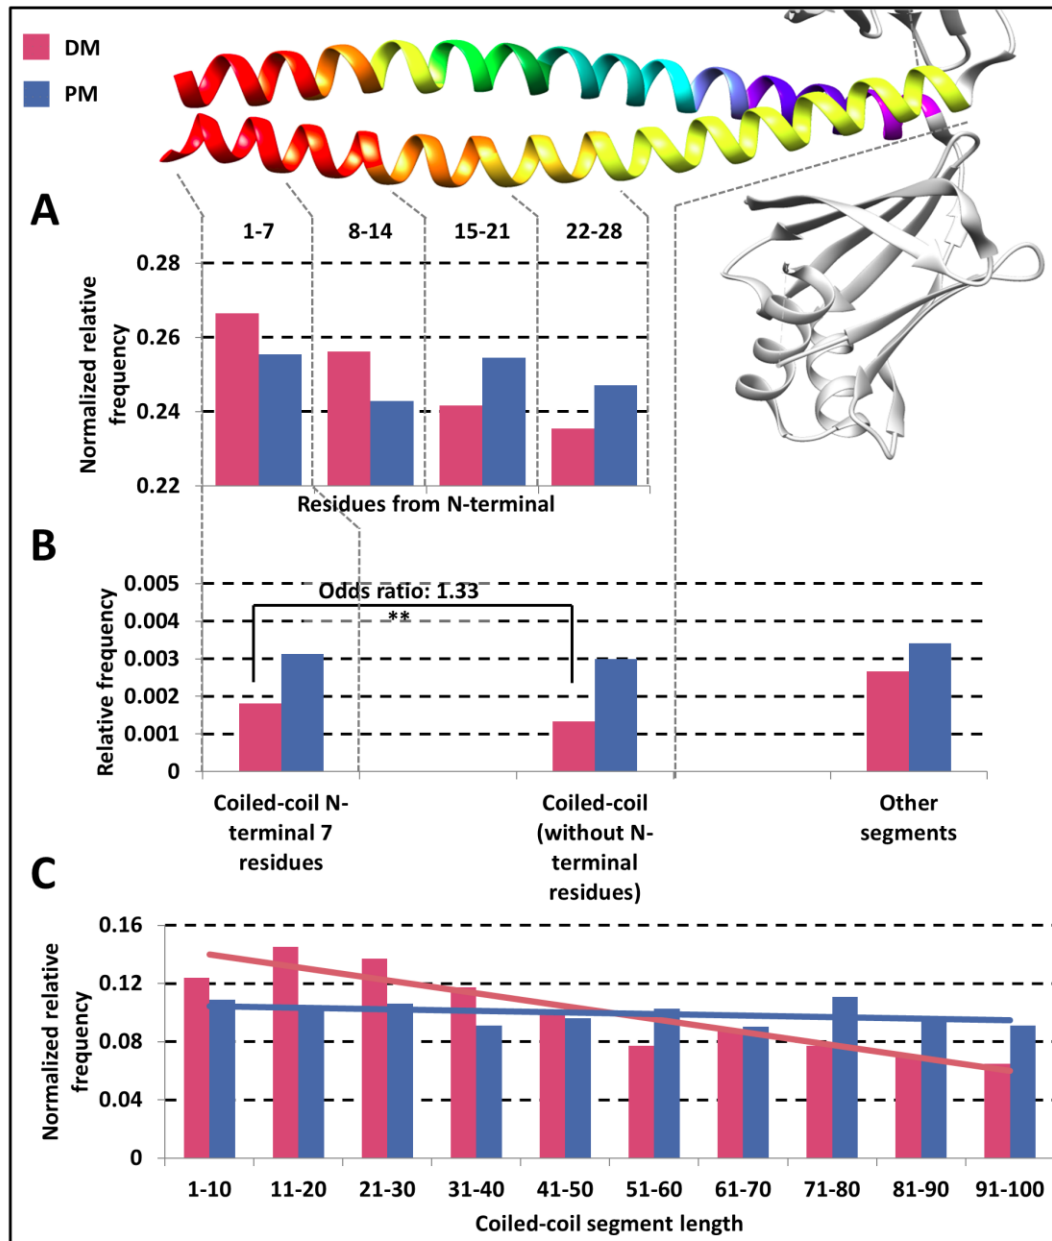 DM
PM
A
1-7 8-14 15-21 22-28
Normalized relative
frequency
0.28
0.26
0.24
0.22
Residues from N-terminal
B
Relative frequency
0.005
0.004
0.003
0.002
0.001
0
Odds ratio: 1.33
**
Coiled-coil N-
terminal 7
residues
Coiled-coil
(without N-
terminal
residues)
Other
segments
C
Normalized relative
frequency
0.16
0.12
0.08
0.04
0
1-10 11-20 21-30 31-40 41-50 51-60 61-70 71-80 81-90 91-100
Coiled-coil segment length